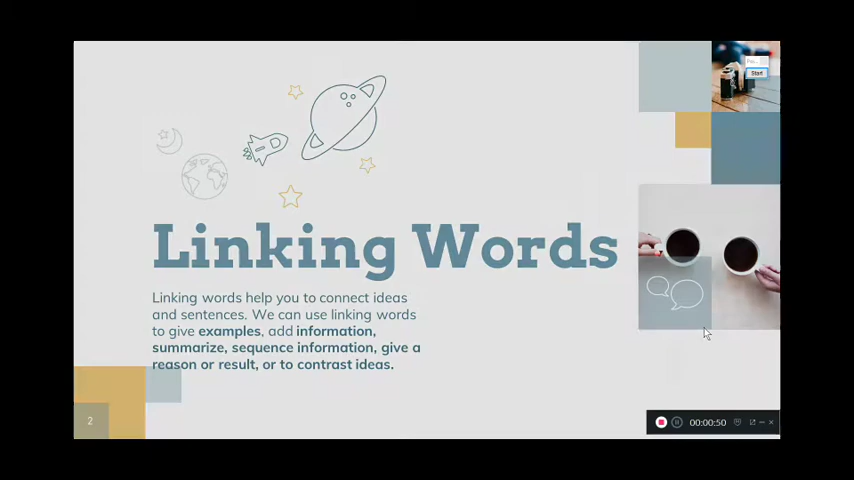 Start
Linking Words
Linking words help you to connect ideas
and sentences. We can use linking words
to give examples, add information,
summarize, sequence information, give a
reason or result, or to contrast ideas.
2
00:00:50